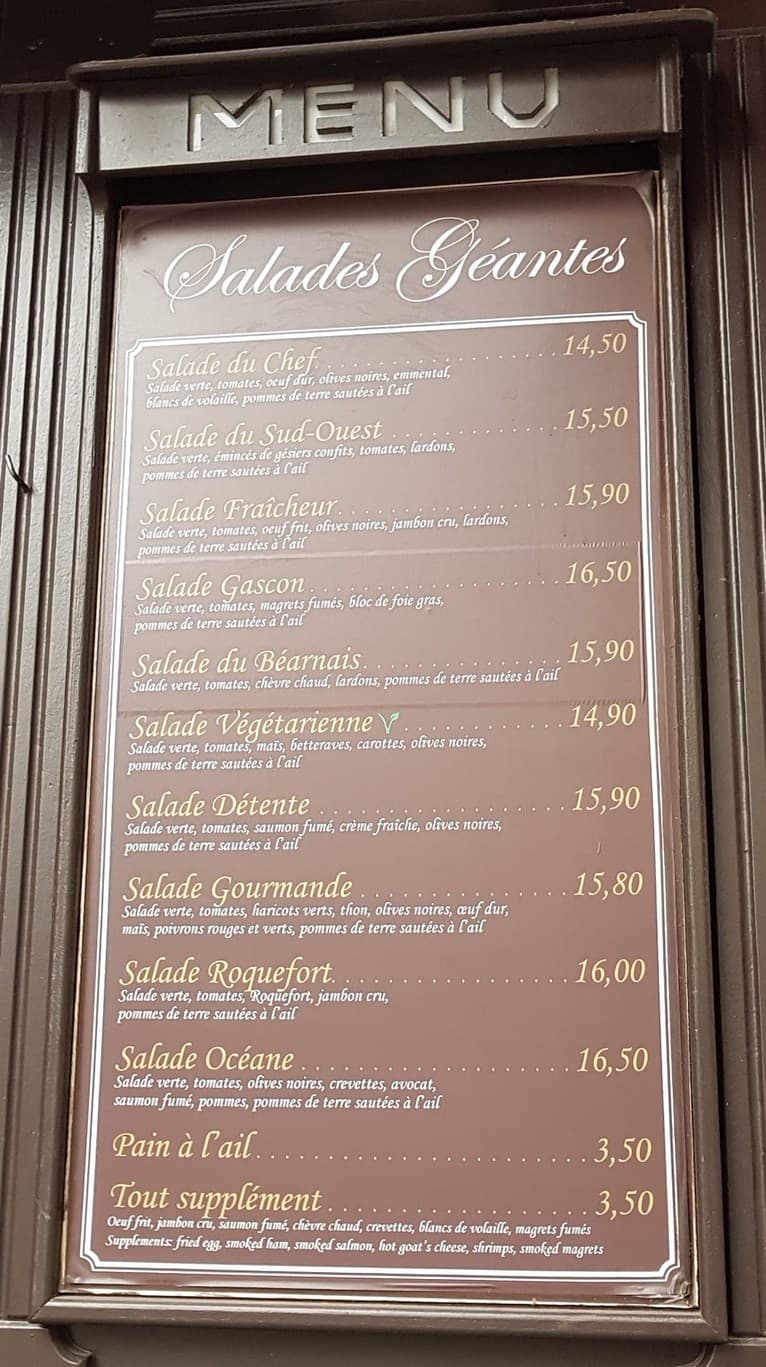 MENU
Salades Géantes
Salade du Chef. . . . . . . . . . . . . . . . . . . 14,50
Salade verte, tomates, oeuf dur, olives noires, emmental,
blancs de volaille, pommes de terre sautées à l'ail
Salade du Sud-Ouest . . . . . . . . . . . . . 15,50
Salade verte, émincés de gésiers confits, tomates, lardons,
pommes de terre sautées à l'ail
Salade Fraîcheur. . . . . . . . . . . . . . . . . 15,90
Salade verte, tomates, oeuf frit, olives noires, jambon cru, lardons,
pommes de terre sautées à l'ail
Salade Gascon . . . . . . . . . . . . . . . . . . . 16,50
Salade verte, tomates, magrets fumés, bloc de foie gras,
pommes de terre sautées à l'ail
Salade du Béarnais. . . . . . . . . . . . . . . 15,90
Salade verte, tomates, chèvre chaud, lardons, pommes de terre sautées à l'ail
Salade Végétarienne V . . . . . . . . . . . . 14,90
Salade verte, tomates, maïs, betteraves, carottes, olives noires,
pommes de terre sautées à l'ail
Salade Détente . . . . . . . . . . . . . . . . . . . 15,90
Salade verte, tomates, saumon fumé, crème fraîche, olives noires,
pommes de terre sautées à l'ail
Salade Gourmande . . . . . . . . . . . . . . . . 15,80
Salade verte, tomates, haricots verts, thon, olives noires, œuf dur,
maïs, poivrons rouges et verts, pommes de terre sautées à l'ail
Salade Roquefort. . . . . . . . . . . . . . . . . . 16,00
Salade verte, tomates, Roquefort, jambon cru,
pommes de terre sautées à l'ail
Salade Océane . . . . . . . . . . . . . . . . . . . . 16,50
Salade verte, tomates, olives noires, crevettes, avocat,
saumon fumé, pommes, pommes de terre sautées à l'ail
Pain à l'ail. . . . . . . . . . . . . . . . . . . . . . . . 3,50
Tout supplément . . . . . . . . . . . . . . . . . . . 3,50
Oeuf frit, jambon cru, saumon fumé, chèvre chaud, crevettes, blancs de volaille, magrets fumés
Supplements: fried egg, smoked ham, smoked salmon, hot goat's cheese, shrimps, smoked magrets